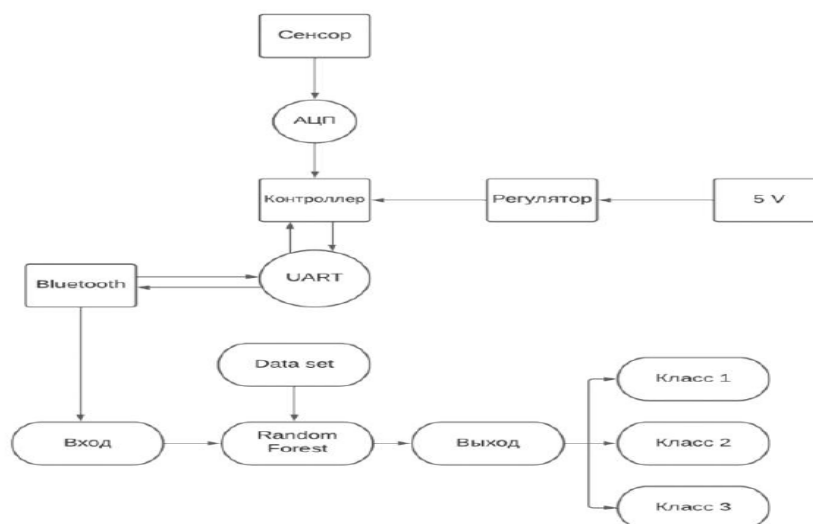 Сенсор
АЦП
Контроллер
Регулятор
5 V
UART
Bluetooth
Data set
Класс 1
Вход
Random
Forest
Выход
Класс 2
Класс 3